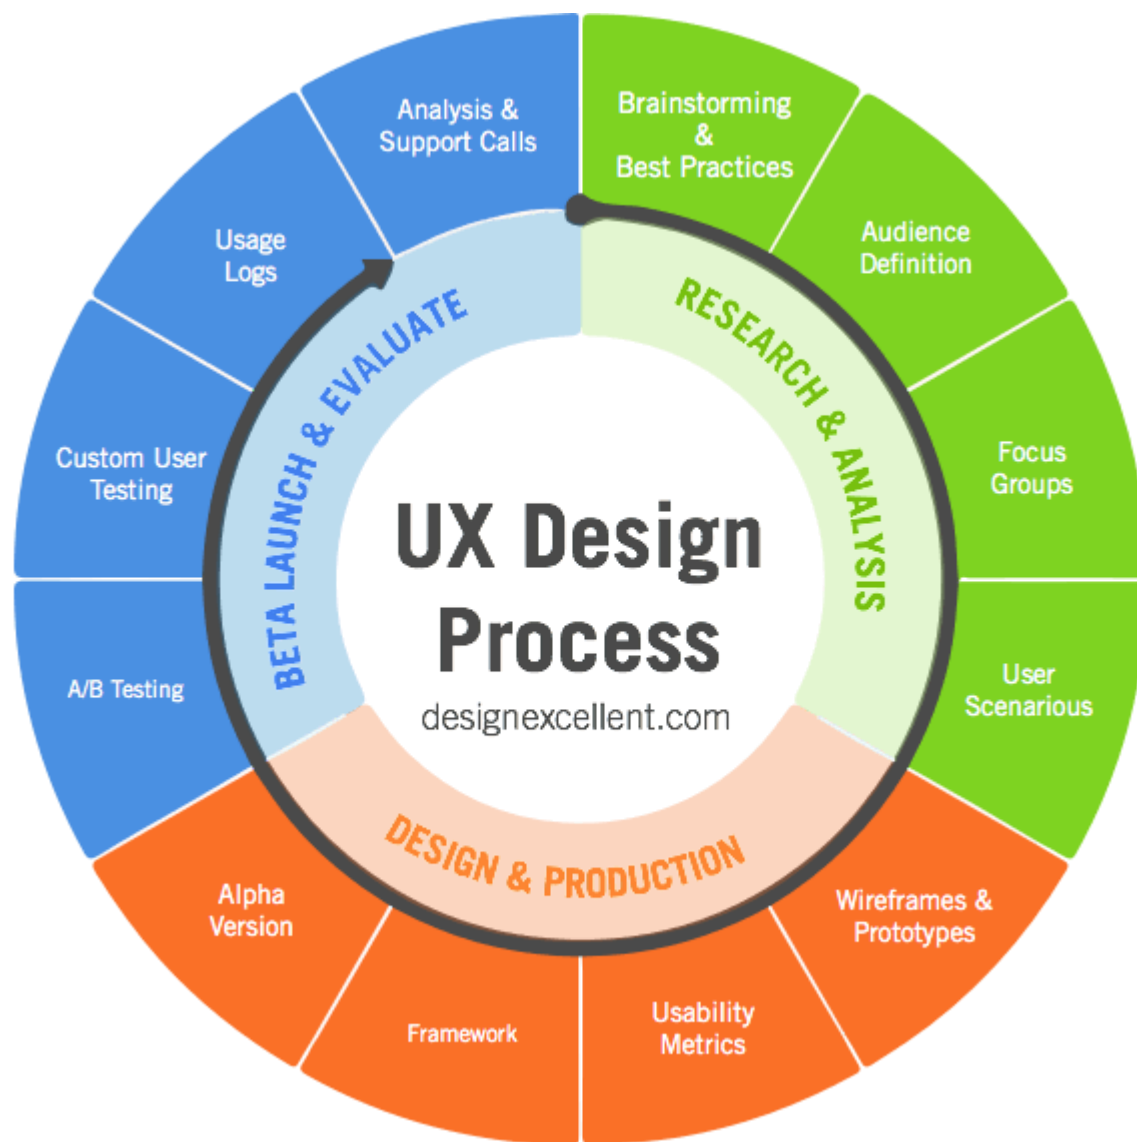 UX Design
Process
designexcellent.com
RESEARCH & ANALYSIS
Brainstorming
&
Best Practices
Audience
Definition
Focus
Groups
User
Scenarious
DESIGN & PRODUCTION
Wireframes &
Prototypes
Usability
Metrics
Framework
Alpha
Version
BETA LAUNCH & EVALUATE
A/B Testing
Custom User
Testing
Usage
Logs
Analysis &
Support Calls